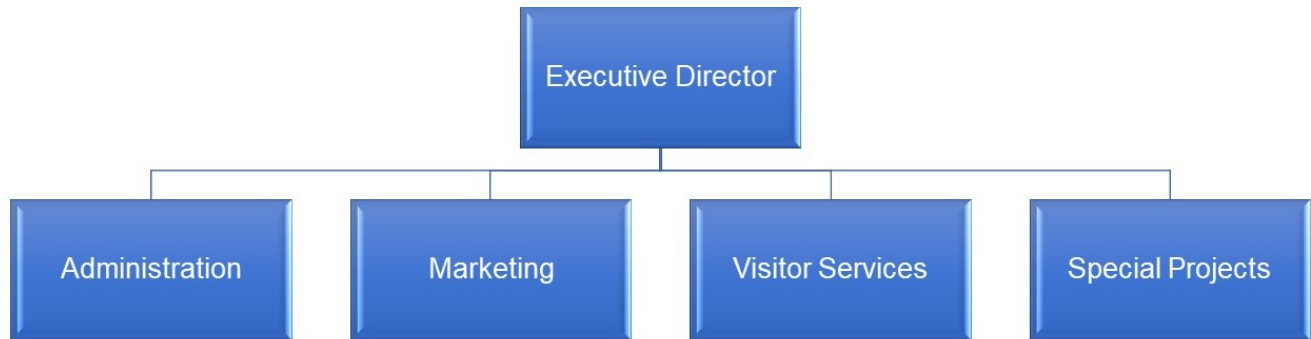 Executive Director
Administration
Marketing
Visitor Services
Special Projects